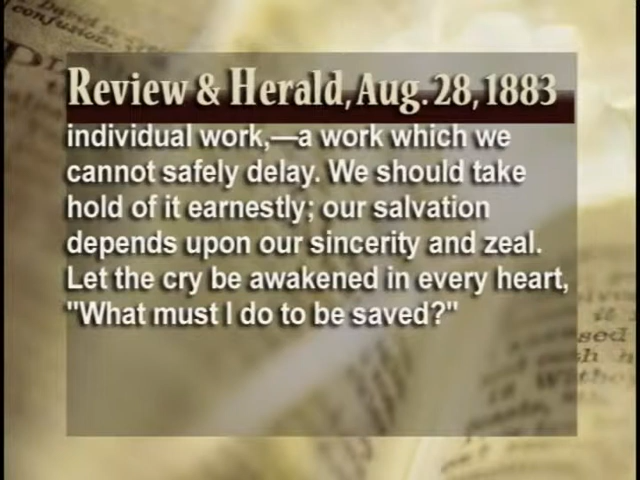 Review & Herald, Aug. 28, 1883
individual work,—a work which we
cannot safely delay. We should take
hold of it earnestly; our salvation
depends upon our sincerity and zeal.
Let the cry be awakened in every heart,
"What must I do to be saved?"
confusion.